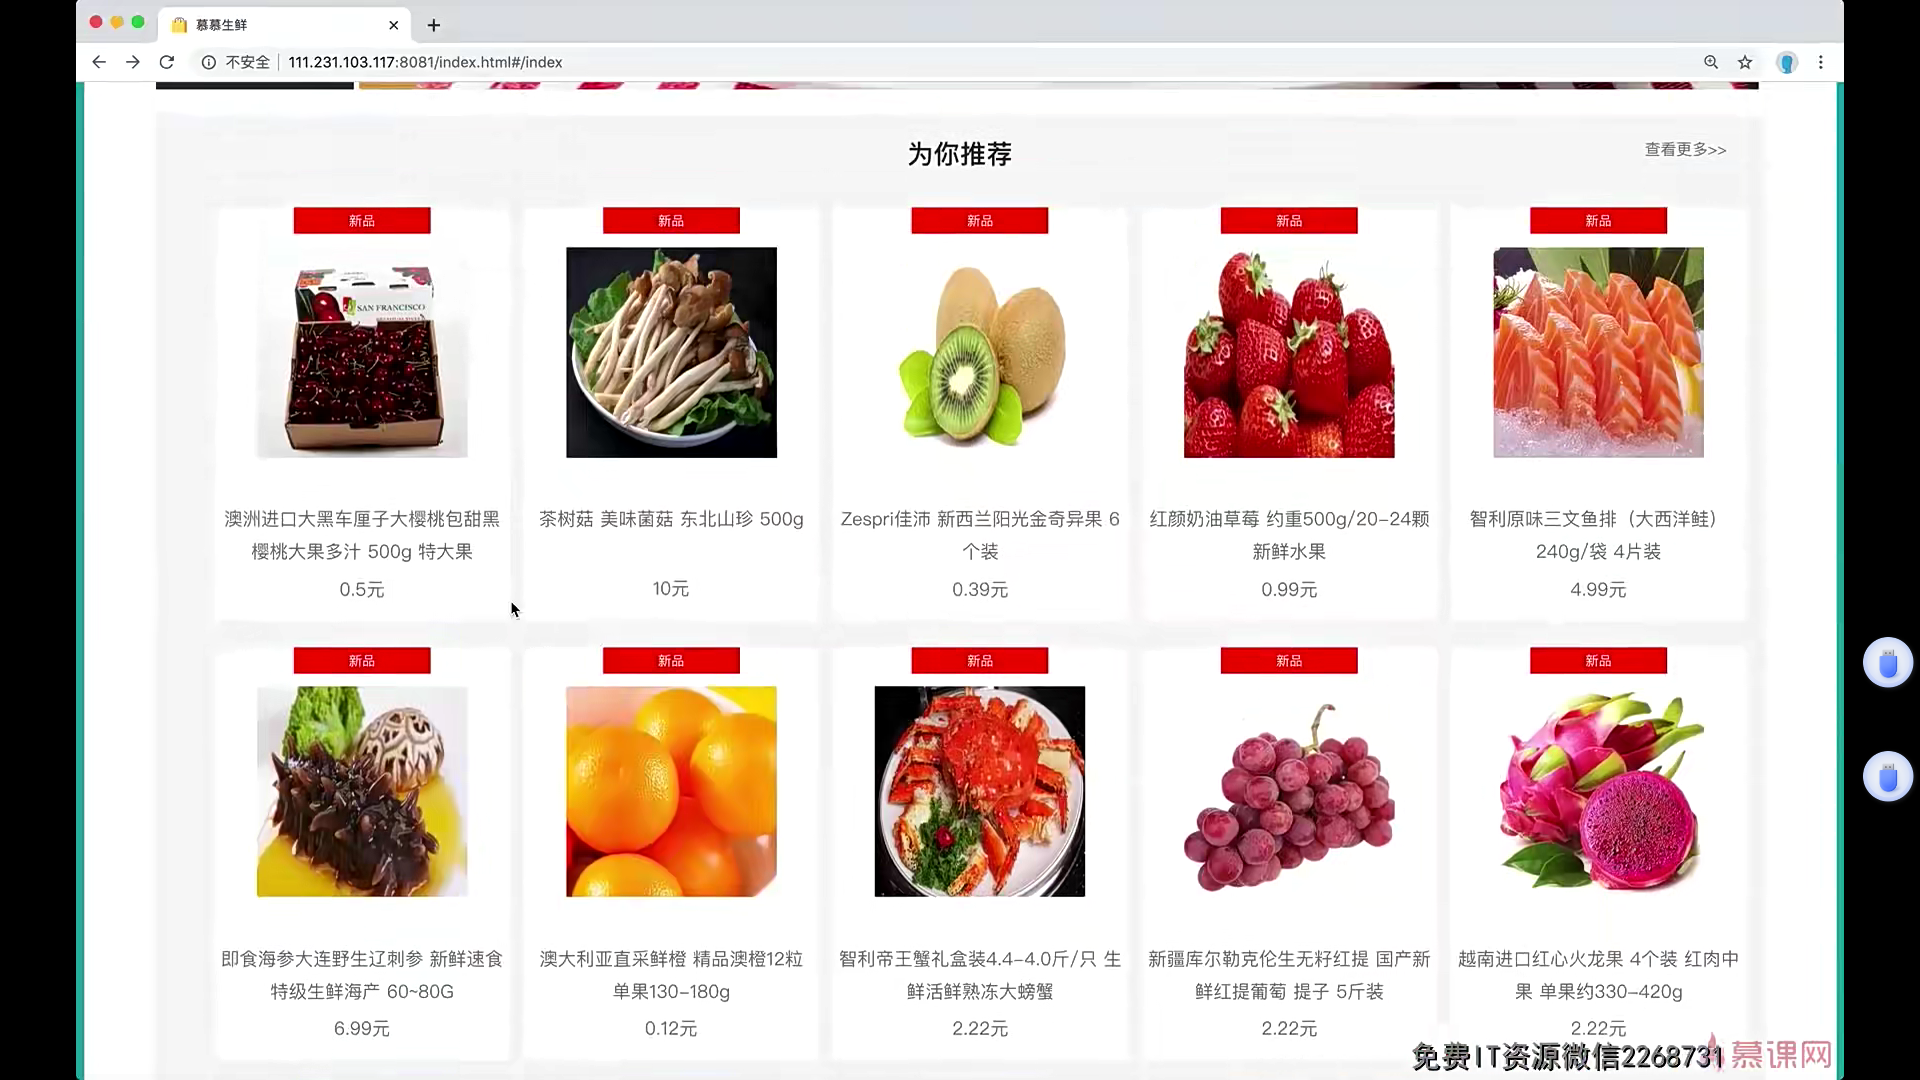 慕慕生鲜
不安全
111.231.103.117:8081/index.html#/index
为你推荐
查看更多>>
新品
新品
新品
新品
新品
SAN FRANCISCO
澳洲进口大黑车厘子大樱桃包甜黑
樱桃大果多汁 500g 特大果
0.5元
茶树菇 美味菌菇 东北山珍 500g
10元
Zespri佳沛 新西兰阳光金奇异果 6
个装
0.39元
红颜奶油草莓 约重500g/20-24颗
新鲜水果
0.99元
智利原味三文鱼排（大西洋鲑）
240g/袋 4片装
4.99元
新品
新品
新品
新品
新品
即食海参大连野生辽刺参 新鲜速食
特级生鲜海产 60~80G
6.99元
澳大利亚直采鲜橙 精品澳橙12粒
单果130-180g
0.12元
智利帝王蟹礼盒装4.4-4.0斤/只 生
鲜活鲜熟冻大螃蟹
2.22元
新疆库尔勒克伦生无籽红提 国产新
鲜红提葡萄 提子 5斤装
2.22元
越南进口红心火龙果 4个装 红肉中
果 单果约330-420g
2.22元
免费IT资源微信2268731
慕课网